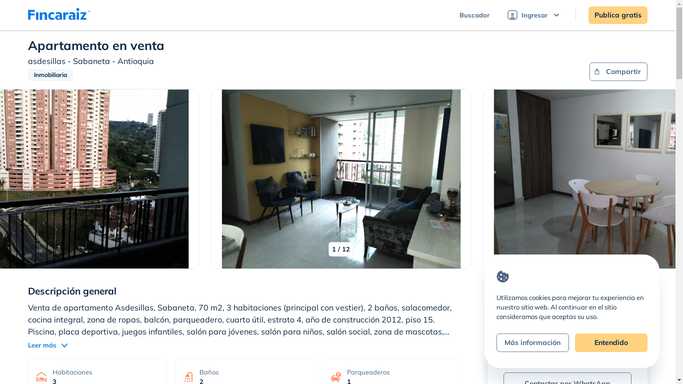 Fincaraiz
Buscador
Ingresar
Publica gratis
Apartamento en venta
asdesillas - Sabaneta - Antioquia
Inmobiliaria
Compartir
1 / 12
Descripción general
Venta de apartamento Asdesillas, Sabaneta, 70 m2, 3 habitaciones (principal con vestier), 2 baños, salacomedor,
cocina integral, zona de ropas, balcón, parqueadero, cuarto útil, estrato 4, año de construcción 2012, piso 15.
Piscina, placa deportiva, juegos infantiles, salón para jóvenes, salón para niños, salón social, zona de mascotas,...
Leer más
Habitaciones
3
Baños
2
Parqueaderos
1
Utilizamos cookies para mejorar tu experiencia en
nuestro sitio web. Al continuar en el sitio
consideramos que aceptas su uso.
Más información
Entendido
Contactar por WhatsApp